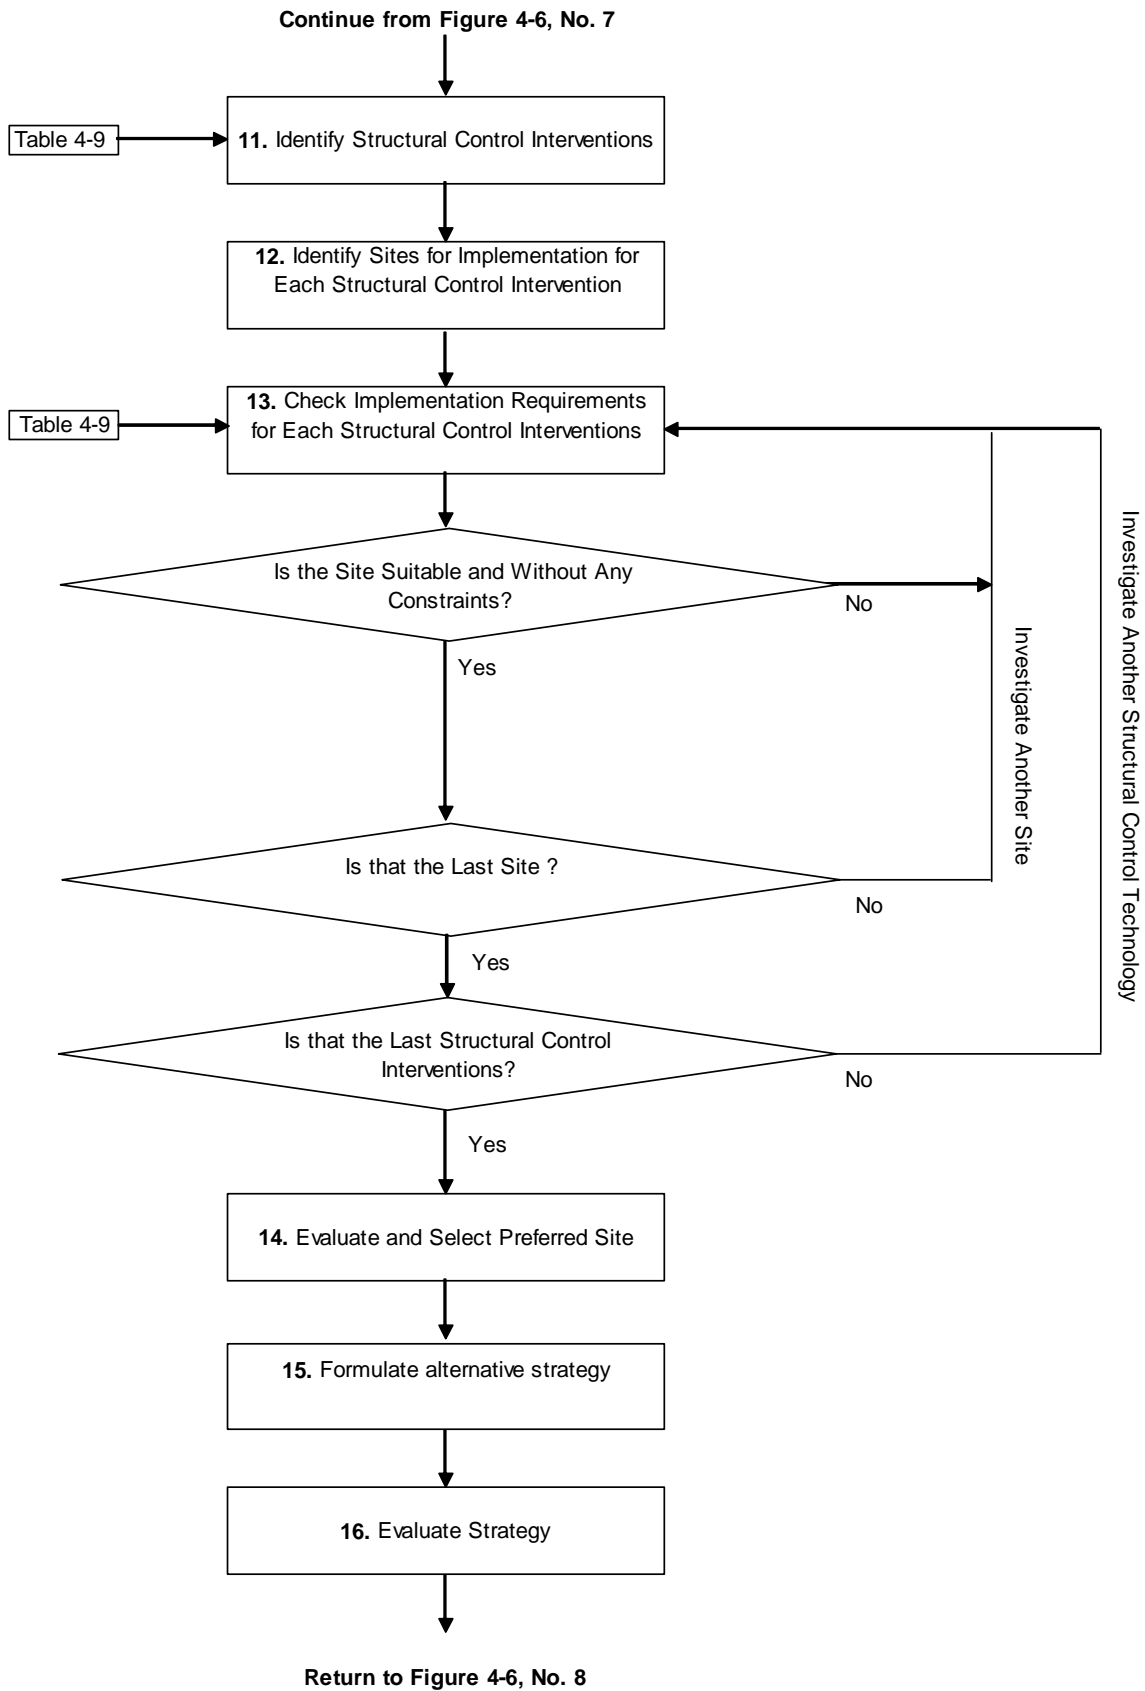 Continue from Figure 4-6, No. 7
Table 4-9
11. Identify Structural Control Interventions
12. Identify Sites for Implementation for
Each Structural Control Intervention
Table 4-9
13. Check Implementation Requirements
for Each Structural Control Interventions
Is the Site Suitable and Without Any
Constraints?
No
Yes
Investigate Another Site
Investigate Another Structural Control Technology
Is that the Last Site ?
No
Yes
Is that the Last Structural Control
Interventions?
No
Yes
14. Evaluate and Select Preferred Site
15. Formulate alternative strategy
16. Evaluate Strategy
Return to Figure 4-6, No. 8